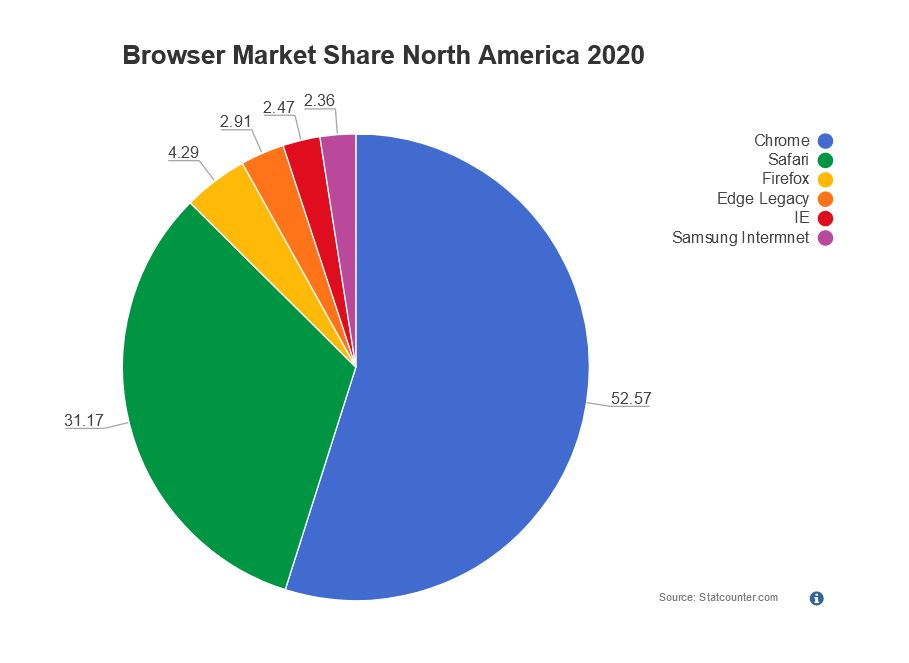 Browser Market Share North America 2020
2.36
2.47
2.91
4.29
Chrome
Safari
Firefox
Edge Legacy
IE
Samsung Intermnet
52.57
31.17
Source: Statcounter.com